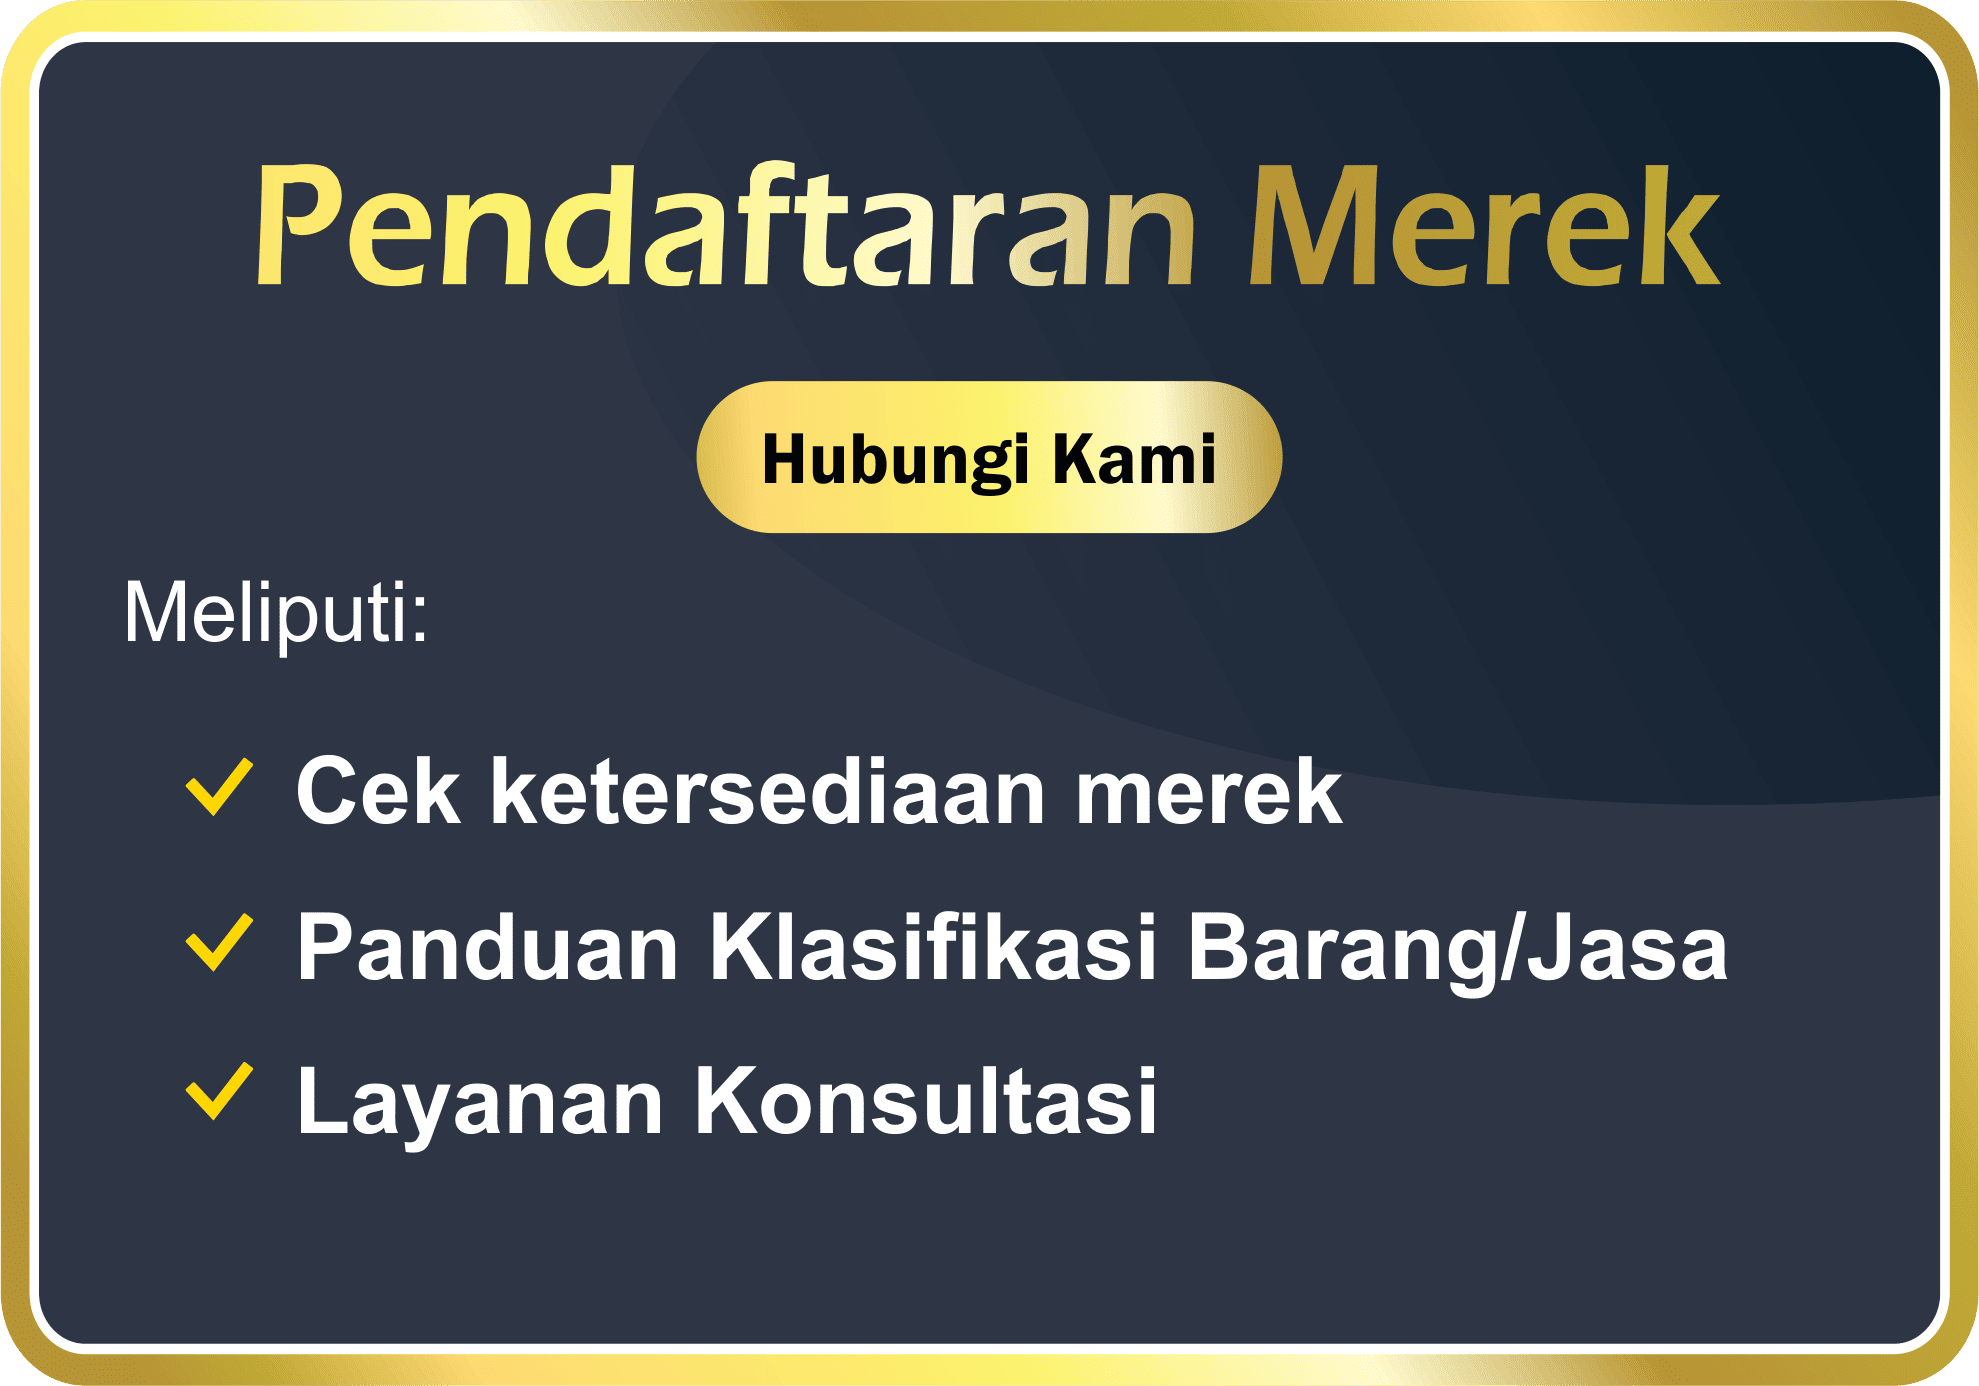 Pendaftaran Merek
Hubungi Kami
Meliputi:
Cek ketersediaan merek
Panduan Klasifikasi Barang/Jasa
Layanan Konsultasi